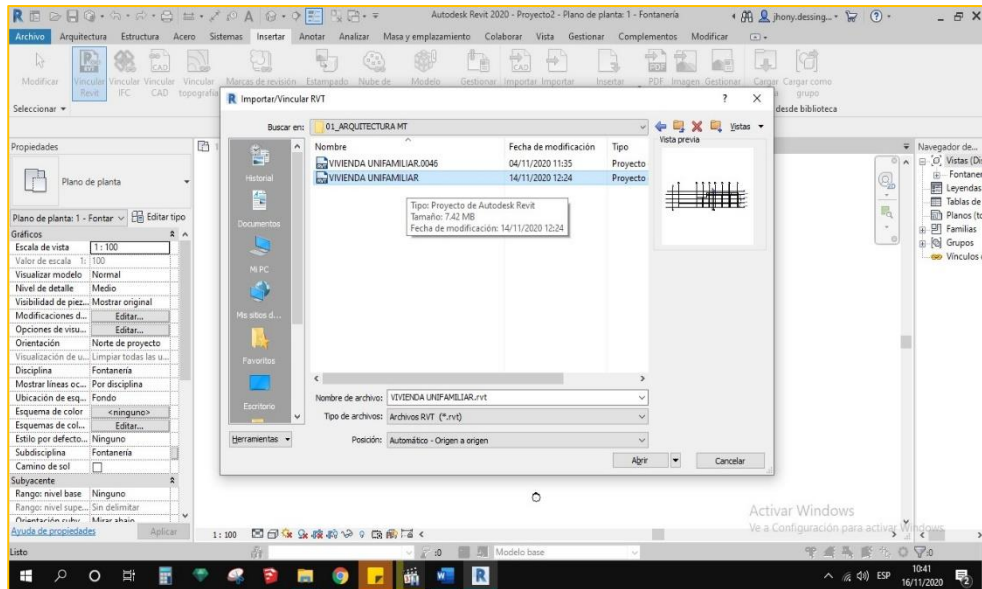 Autodesk Revit 2020 - Proyecto2 - Plano de planta: 1 - Fontanería
jhony.dessing...
Archivo Arquitectura Estructura Acero Sistemas Insertar Anotar Analizar Masa y emplazamiento Colaborar Vista Gestionar Complementos Modificar
Modificar Vincular Vincular Vincular Vincular Marcas de revisión Estampado Nube de Modelo Gestionar Importar Importar Insertar PDF Imagen Gestionar Cargar Cargar como
Revit IFC CAD topografía grupo
Seleccionar
desde biblioteca
Importar/Vincular RVT
Propiedades
Plano de planta
Plano de planta: 1 - Fontar
Editar tipo
Gráficos
Escala de vista 1 : 100
Valor de escala 1: 100
Visualizar modelo Normal
Nivel de detalle Medio
Visibilidad de piez... Mostrar original
Modificaciones d... Editar...
Opciones de visu... Editar...
Orientación Norte de proyecto
Visualización de u... Limpiar todas las u...
Disciplina Fontanería
Mostrar líneas oc... Por disciplina
Ubicación de esq... Fondo
Esquema de color <ninguno>
Esquemas de col... Editar...
Estilo por defecto... Ninguno
Subdisciplina Fontanería
Camino de sol
Subyacente
Rango: nivel base Ninguno
Rango: nivel supe... Sin delimitar
Orientación suby... Mirar abajo
Ayuda de propiedades
Aplicar
Buscar en: 01_ARQUITECTURA MT
Vistas
Nombre Fecha de modificación Tipo
VIVIENDA UNIFAMILIAR.0046 04/11/2020 11:35 Proyecto
VIVIENDA UNIFAMILIAR 14/11/2020 12:24 Proyecto
Tipo: Proyecto de Autodesk Revit
Tamaño: 7.42 MB
Fecha de modificación: 14/11/2020 12:24
Vista previa
Historial
Documentos
Mi PC
Mis sitios d...
Favoritos
Escritorio
Nombre de archivo: VIVIENDA UNIFAMILIAR.rvt
Tipo de archivos: Archivos RVT (*.rvt)
Herramientas
Posición: Automático - Origen a origen
Abrir
Cancelar
Navegador de...
Vistas (Dis
Fontaner
Leyendas
Tablas de
Planos (to
Familias
Grupos
Vínculos
Activar Windows
Ve a Configuración para activar Windows.
1 : 100
Listo
:0
Modelo base
:0
ESP
10:41
16/11/2020